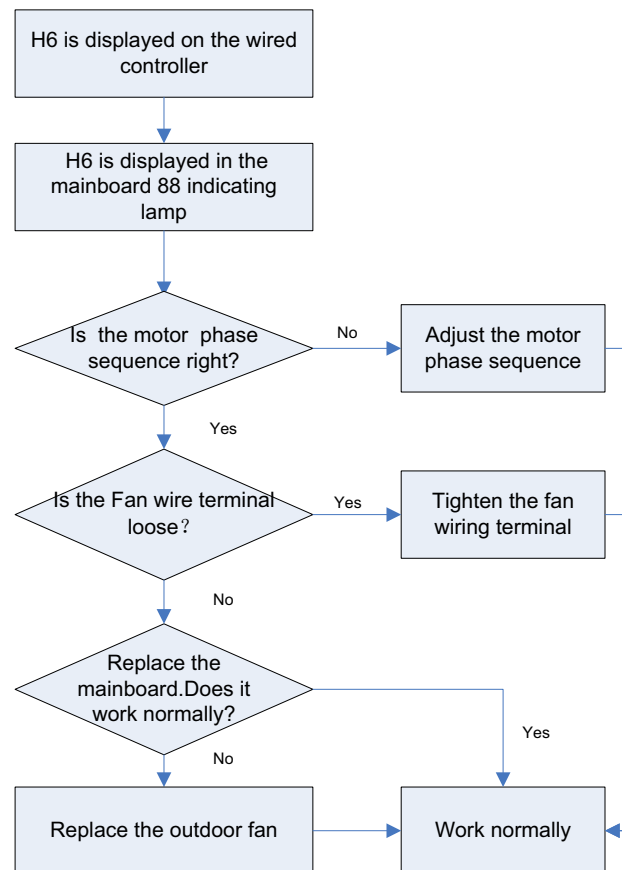 H6 is displayed on the wired
controller
H6 is displayed in the
mainboard 88 indicating
lamp
Is the motor phase
sequence right?
No
Adjust the motor
phase sequence
Yes
Is the Fan wire terminal
loose？
Yes
Tighten the fan
wiring terminal
No
Replace the
mainboard.Does it
work normally?
Yes
No
Replace the outdoor fan
Work normally